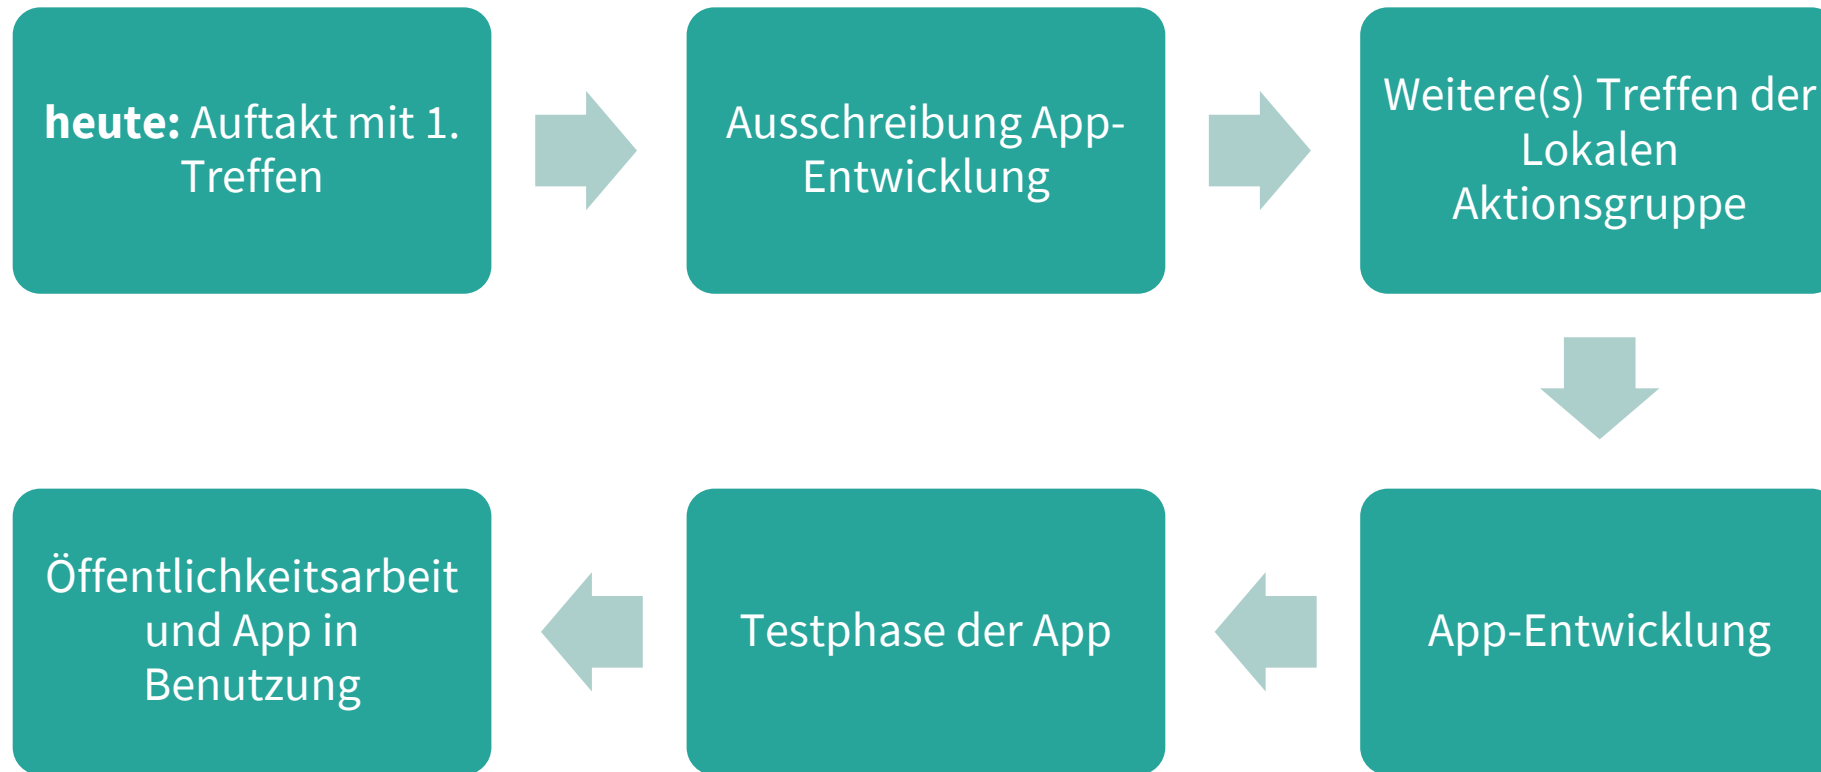 heute: Auftakt mit 1.
Treffen
Ausschreibung App-
Entwicklung
Weitere(s) Treffen der
Lokalen
Aktionsgruppe
App-Entwicklung
Testphase der App
Öffentlichkeitsarbeit
und App in
Benutzung